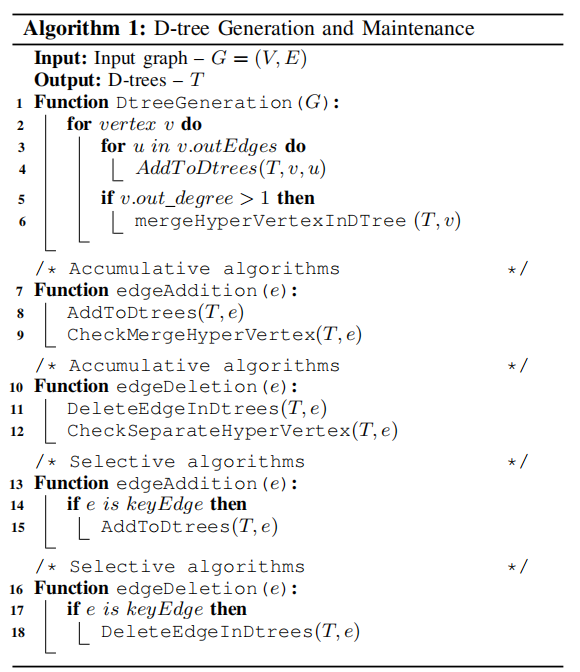 Algorithm 1: D-tree Generation and Maintenance
Input: Input graph – G = (V, E)
Output: D-trees – T
1 Function DtreeGeneration(G):
2 for vertex v do
3 for u in v.outEdges do
4 AddToDtrees(T, v, u)
5 if v.out_degree > 1 then
6 mergeHyperVertexInDTree (T, v)
/* Accumulative algorithms */
7 Function edgeAddition(e):
8 AddToDtrees(T, e)
9 CheckMergeHyperVertex(T, e)
/* Accumulative algorithms */
10 Function edgeDeletion(e):
11 DeleteEdgeInDtrees(T, e)
12 CheckSeparateHyperVertex(T, e)
/* Selective algorithms */
13 Function edgeAddition(e):
14 if e is keyEdge then
15 AddToDtrees(T, e)
/* Selective algorithms */
16 Function edgeDeletion(e):
17 if e is keyEdge then
18 DeleteEdgeInDtrees(T, e)